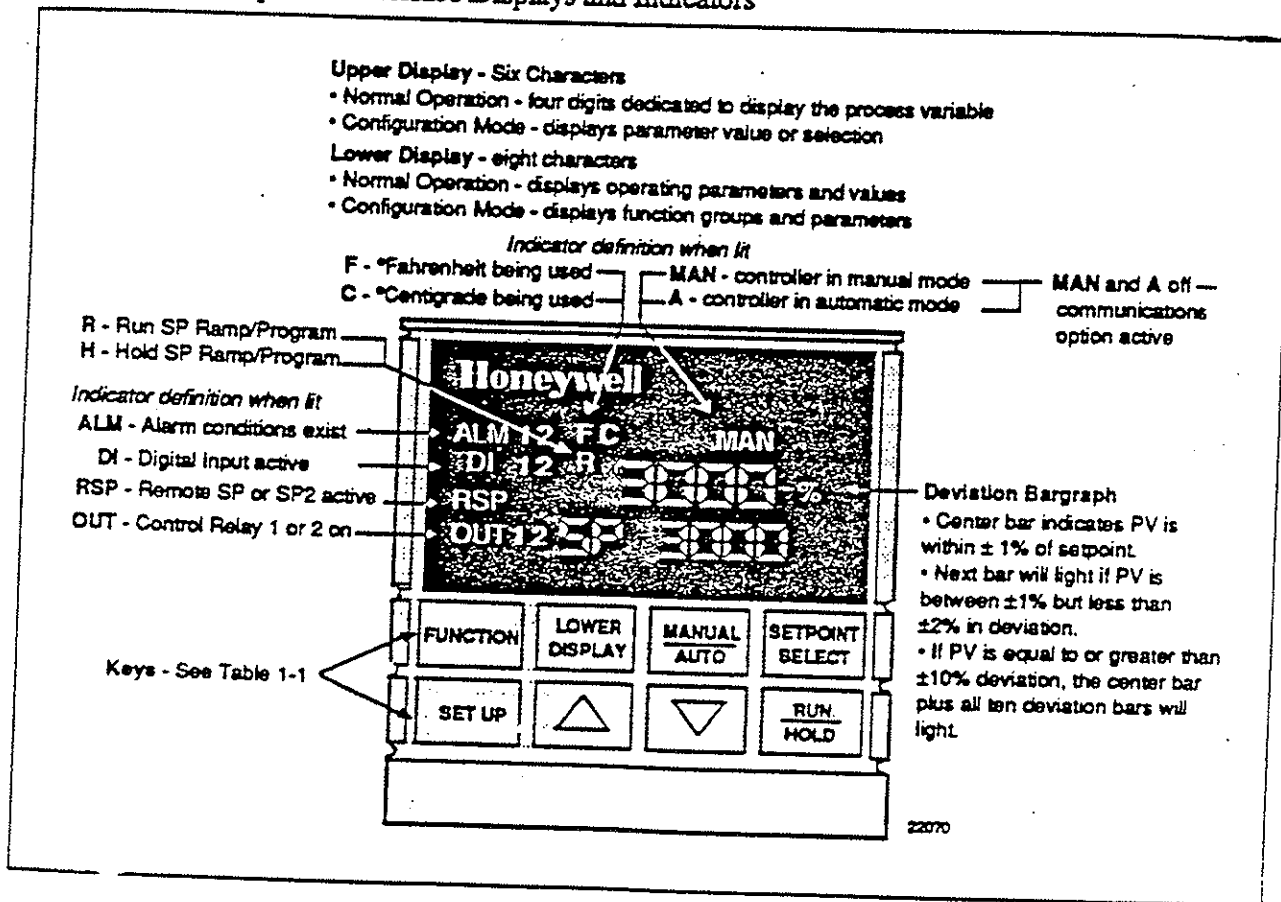 Displays and Indicators
Upper Display - Six Characters
• Normal Operation - four digits dedicated to display the process variable
• Configuration Mode - displays parameter value or selection
Lower Display - eight characters
• Normal Operation - displays operating parameters and values
• Configuration Mode - displays function groups and parameters
Indicator definition when lit
F - °Fahrenheit being used
C - °Centigrade being used
MAN - controller in manual mode
A - controller in automatic mode
MAN and A off —
communications
option active
R - Run SP Ramp/Program
H - Hold SP Ramp/Program
Indicator definition when lit
ALM - Alarm conditions exist
DI - Digital Input active
RSP - Remote SP or SP2 active
OUT - Control Relay 1 or 2 on
Honeywell
ALM 12 F C MAN
DI 12 R
%
RSP
OUT 12
Deviation Bargraph
• Center bar indicates PV is
within ± 1% of setpoint.
• Next bar will light if PV is
between ±1% but less than
±2% in deviation.
• If PV is equal to or greater than
±10% deviation, the center bar
plus all ten deviation bars will
light.
Keys - See Table 1-1
FUNCTION
LOWER
DISPLAY
MANUAL
AUTO
SETPOINT
SELECT
SET UP
RUN
HOLD
22070